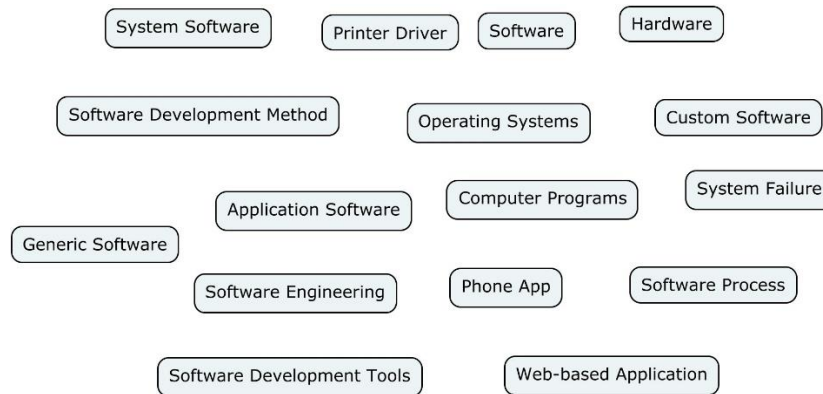 System Software
Printer Driver
Software
Hardware
Software Development Method
Operating Systems
Custom Software
System Failure
Application Software
Computer Programs
Generic Software
Software Engineering
Phone App
Software Process
Software Development Tools
Web-based Application